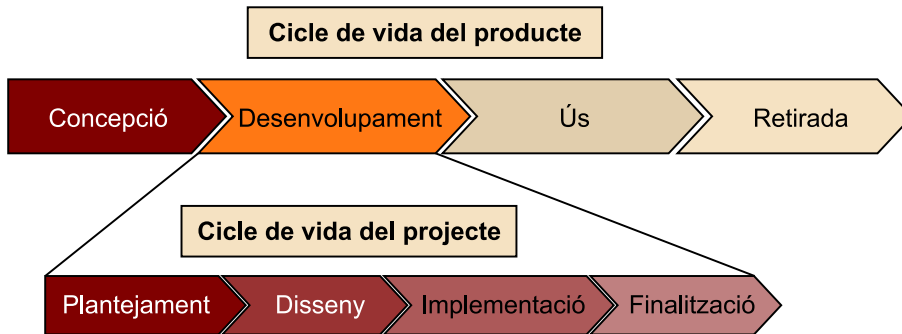 Cicle de vida del producte
Concepció
Desenvolupament
Ús
Retirada
Cicle de vida del projecte
Plantejament
Disseny
Implementació
Finalització